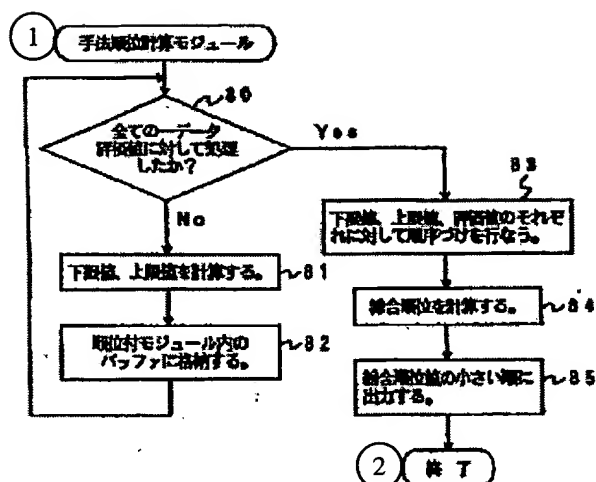 1
手法順位計算モジュール
80
全てのデータ
評価値に対して処理
したか?
Yes
No
83
下限値、上限値、評価値のそれぞ
れに対して順序づけを行なう。
下限値、上限値を計算する。
81
総合順位を計算する。
84
順位付モジュール内の
バッファに格納する。
82
総合順位値の小さい順に
出力する。
85
2
終了